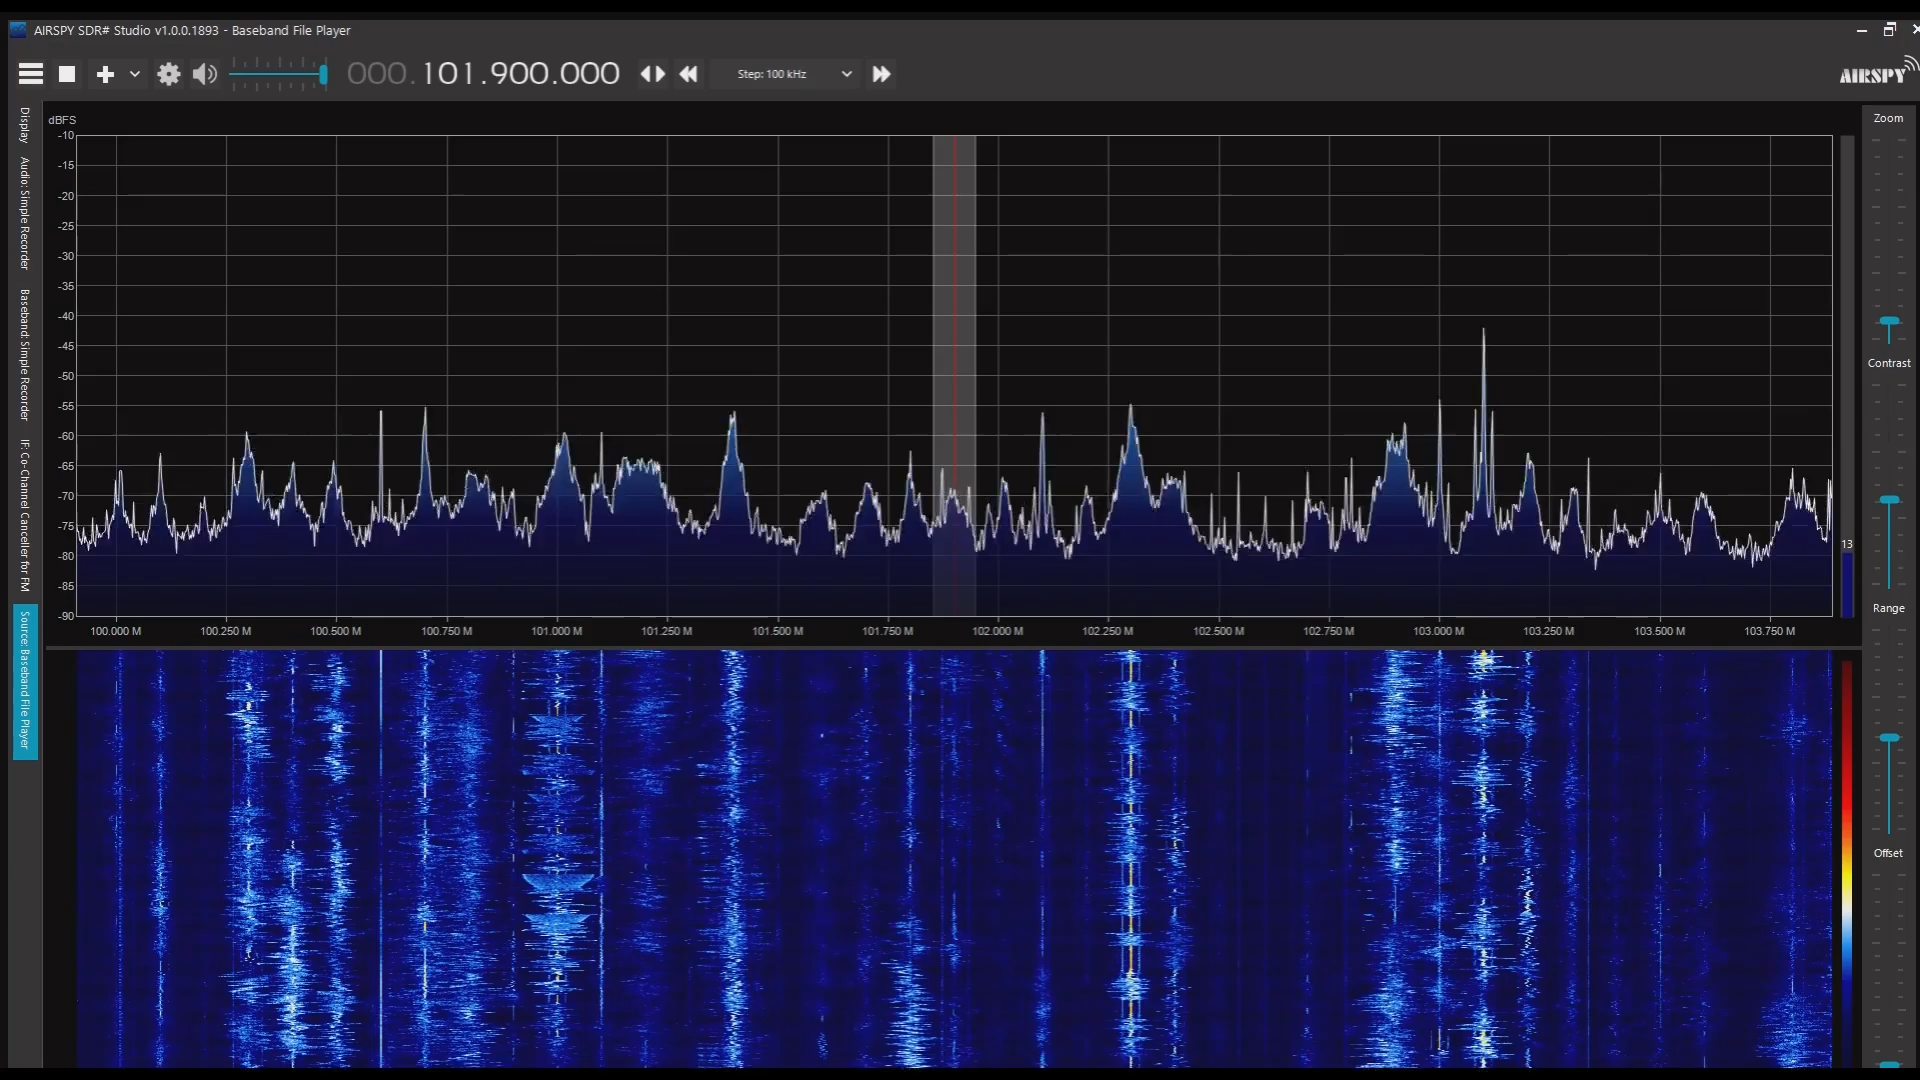 AIRSPY SDR# Studio v1.0.0.1893 - Baseband File Player
000.101.900.000
Step: 100 kHz
AIRSPY
Display
Audio: Simple Recorder
Baseband: Simple Recorder
IF Co-Channel Canceller for FM
Source: Baseband File Player
dBFS
-10
-15
-20
-25
-30
-35
-40
-45
-50
-55
-60
-65
-70
-75
-80
-85
-90
100.000 M 100.250 M 100.500 M 100.750 M 101.000 M 101.250 M 101.500 M 101.750 M 102.000 M 102.250 M 102.500 M 102.750 M 103.000 M 103.250 M 103.500 M 103.750 M
13
Zoom
Contrast
Range
Offset